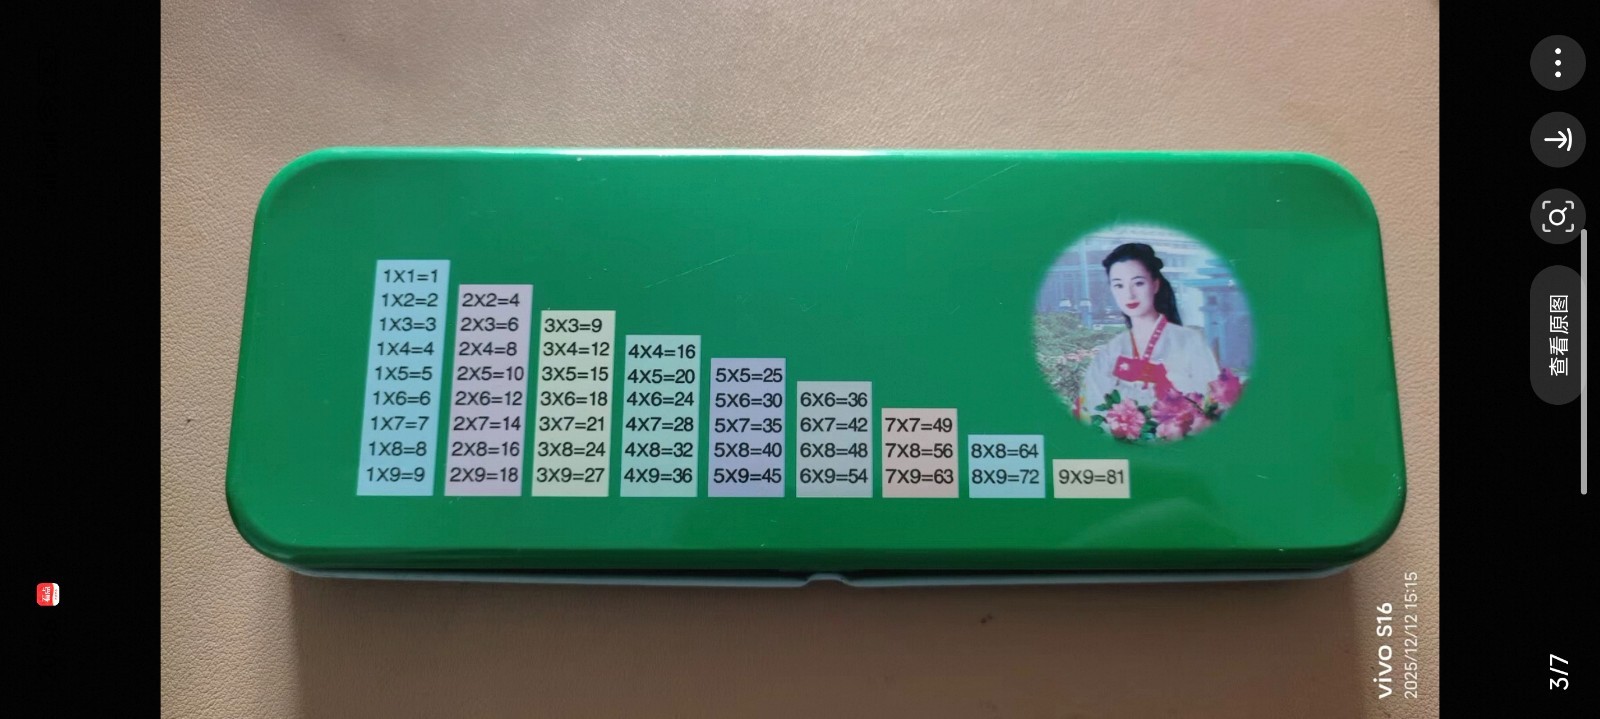 1X1=1
1X2=2
1X3=3
1X4=4
1X5=5
1X6=6
1X7=7
1X8=8
1X9=9
2X2=4
2X3=6
2X4=8
2X5=10
2X6=12
2X7=14
2X8=16
2X9=18
3X3=9
3X4=12
3X5=15
3X6=18
3X7=21
3X8=24
3X9=27
4X4=16
4X5=20
4X6=24
4X7=28
4X8=32
4X9=36
5X5=25
5X6=30
5X7=35
5X8=40
5X9=45
6X6=36
6X7=42
6X8=48
6X9=54
7X7=49
7X8=56
7X9=63
8X8=64
8X9=72
9X9=81
vivo S16
2025/12/12 15:15
查看原图
3/7